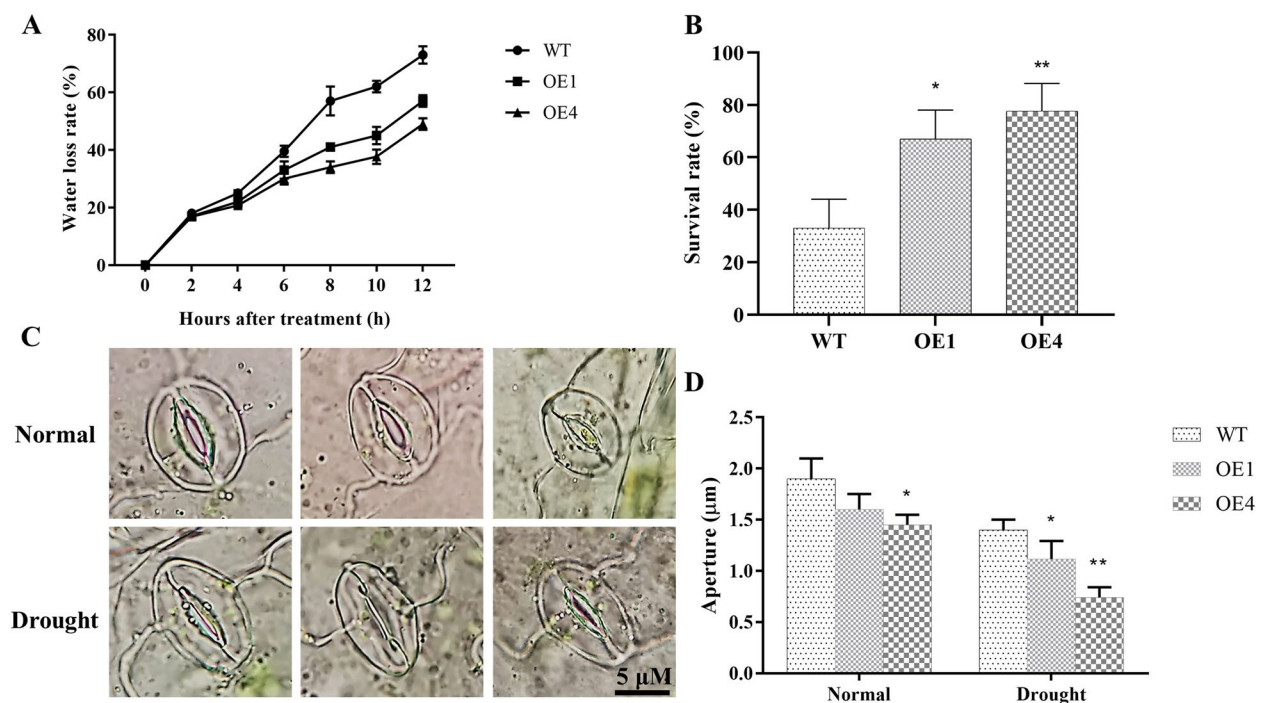 A
80
60
40
20
0
Water loss rate (%)
0 2 4 6 8 10 12
Hours after treatment (h)
WT
OE1
OE4
B
100
80
60
40
20
0
Survival rate (%)
*
**
WT OE1 OE4
C
Normal
Drought
5 μM
D
2.5
2.0
1.5
1.0
0.5
0.0
Aperture (μm)
*
*
**
Normal Drought
WT
OE1
OE4